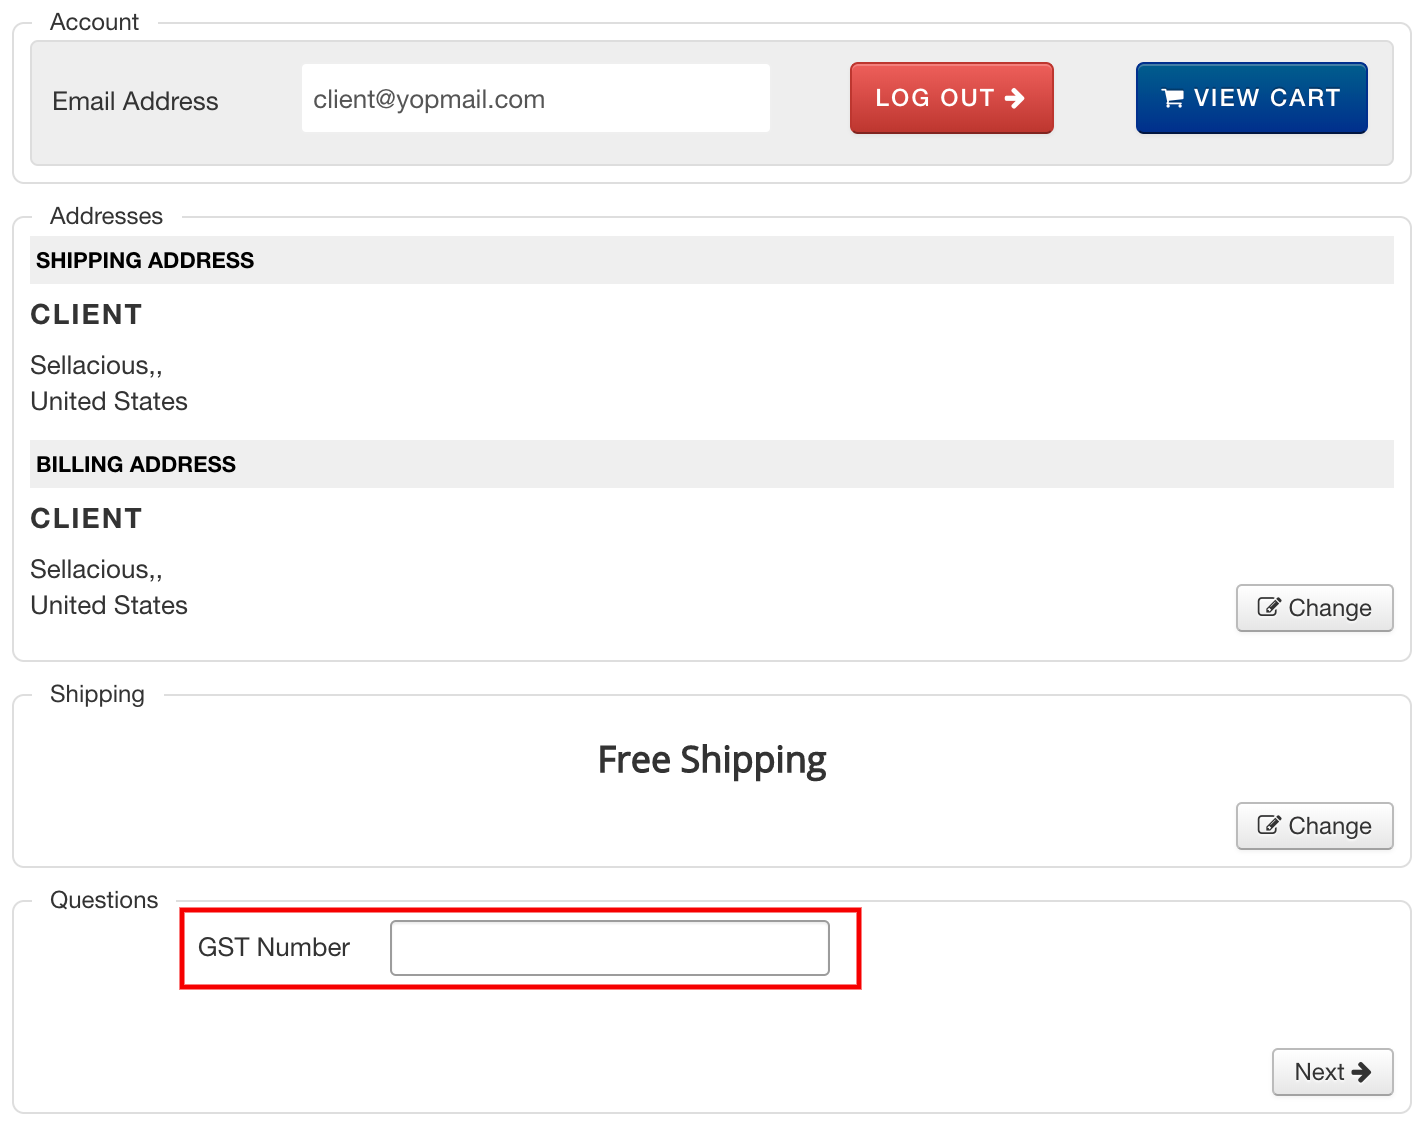 Account
Email Address client@yopmail.com LOG OUT VIEW CART
Addresses
SHIPPING ADDRESS
CLIENT
Sellacious,,
United States
BILLING ADDRESS
CLIENT
Sellacious,,
United States
Change
Shipping
Free Shipping
Change
Questions
GST Number
Next